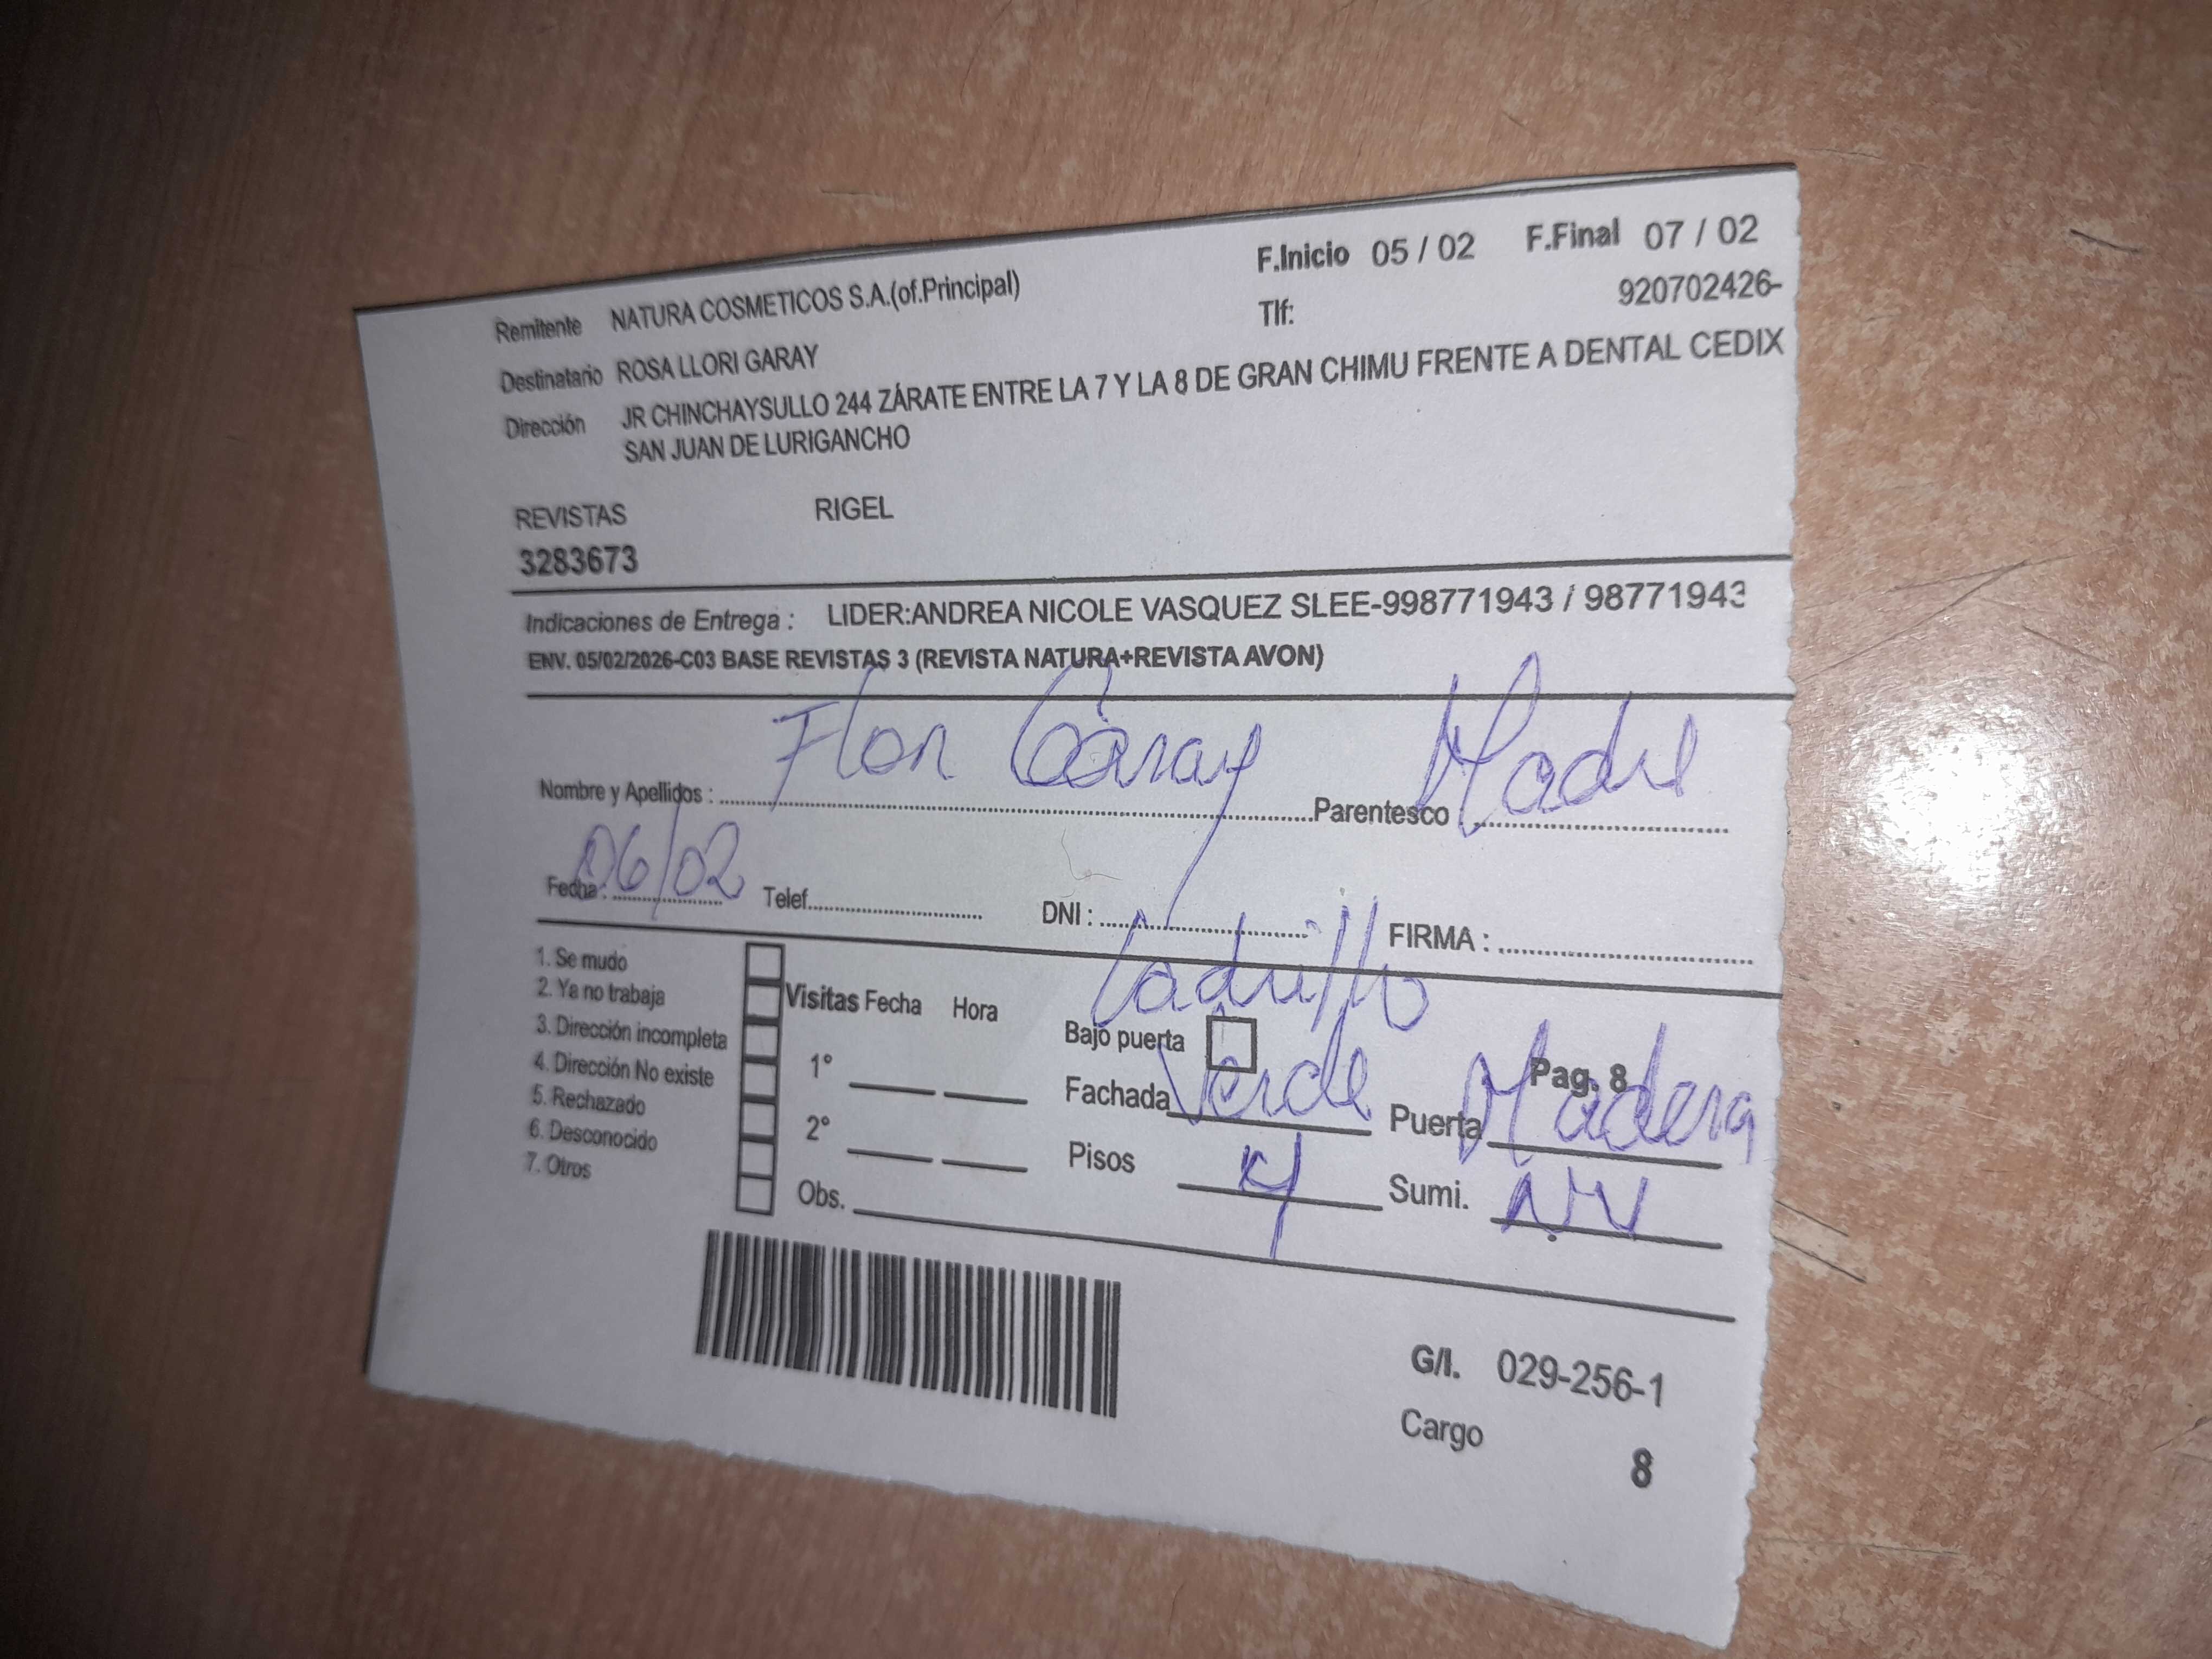 F.Inicio 05 / 02 F.Final 07 / 02
Remitente NATURA COSMETICOS S.A.(of.Principal) Tlf: 920702426-
Destinatario ROSA LLORI GARAY
Dirección JR CHINCHAYSULLO 244 ZÁRATE ENTRE LA 7 Y LA 8 DE GRAN CHIMU FRENTE A DENTAL CEDIX
SAN JUAN DE LURIGANCHO
REVISTAS RIGEL
3283673
Indicaciones de Entrega : LIDER:ANDREA NICOLE VASQUEZ SLEE-998771943 / 98771943
ENV. 05/02/2026-C03 BASE REVISTAS 3 (REVISTA NATURA+REVISTA AVON)
Nombre y Apellidos : Flor Garay Parentesco : Madre
Fecha : 06/02 Telef. DNI : FIRMA :
1. Se mudo
2. Ya no trabaja
3. Dirección incompleta
4. Dirección No existe
5. Rechazado
6. Desconocido
7. Otros
Visitas Fecha Hora
1°
2°
Obs.
Ladrillo
Bajo puerta
Pag. 8
Fachada Verde Puerta Madera
Pisos 4 Sumi. NV
G/I. 029-256-1
Cargo
8